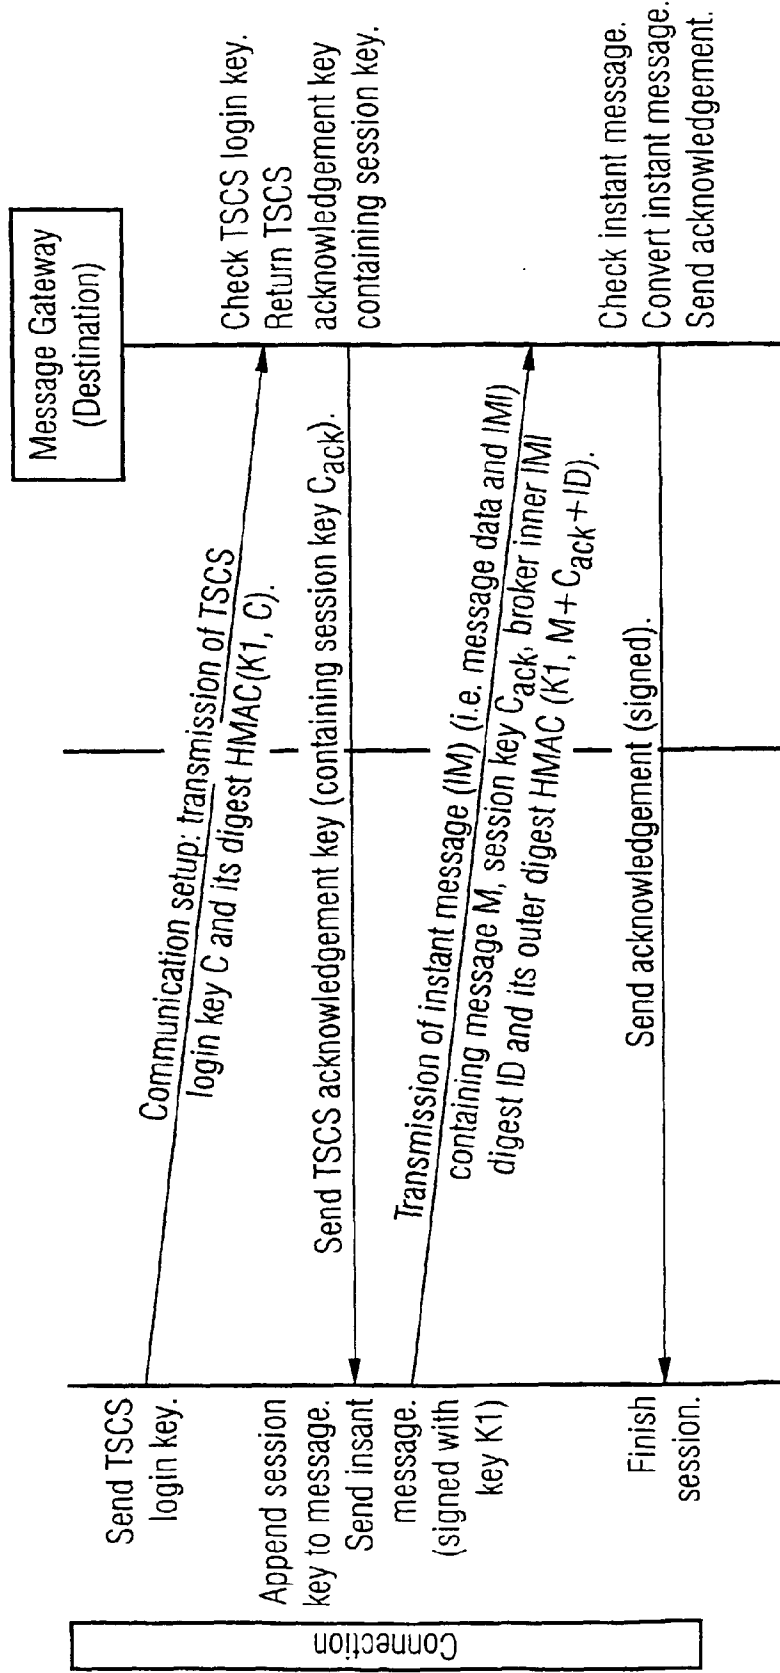 Message Gateway
(Destination)
Send TSCS
login key.
Communication setup: transmission of TSCS
login key C and its digest HMAC(K1, C).
Check TSCS login key.
Return TSCS
acknowledgement key
containing session key.
Send TSCS acknowledgement key (containing session key Cack).
Append session
key to message.
Send insant
message.
(signed with
key K1)
Transmission of instant message (IM) (i.e. message data and IMI)
containing message M, session key Cack, broker inner IMI
digest ID and its outer digest HMAC (K1, M+Cack+ID).
Check instant message.
Convert instant message.
Send acknowledgement.
Send acknowledgement (signed).
Finish
session.
Connection